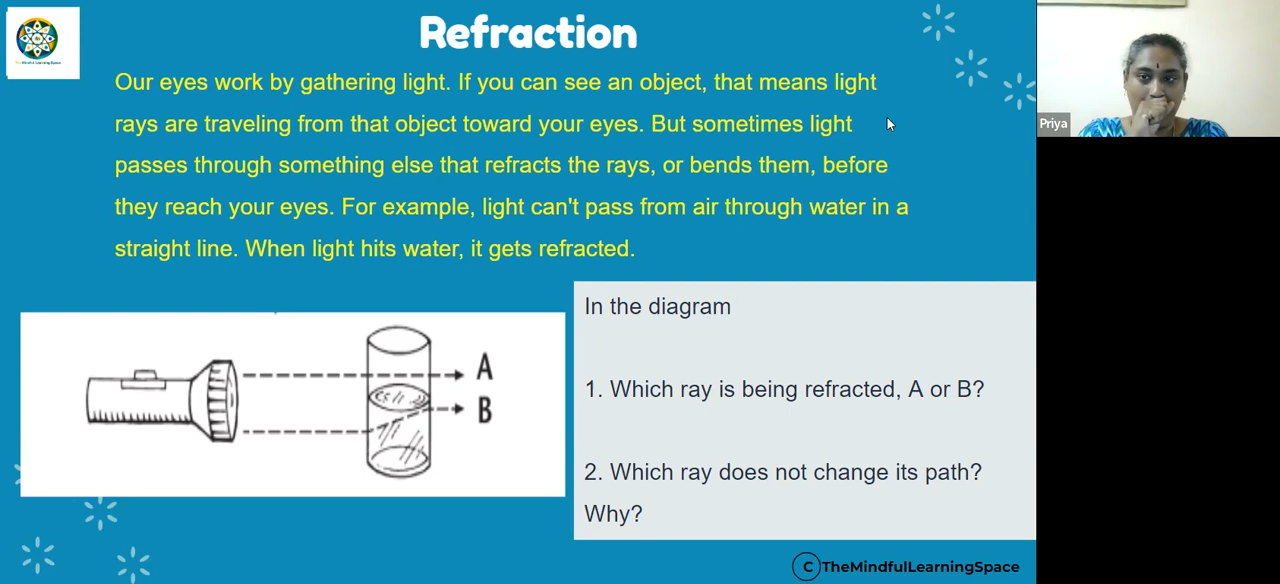 Refraction
Our eyes work by gathering light. If you can see an object, that means light
rays are traveling from that object toward your eyes. But sometimes light
passes through something else that refracts the rays, or bends them, before
they reach your eyes. For example, light can't pass from air through water in a
straight line. When light hits water, it gets refracted.
Priya
The Mindful Learning Space
A
B
In the diagram
1. Which ray is being refracted, A or B?
2. Which ray does not change its path?
Why?
C TheMindfulLearningSpace